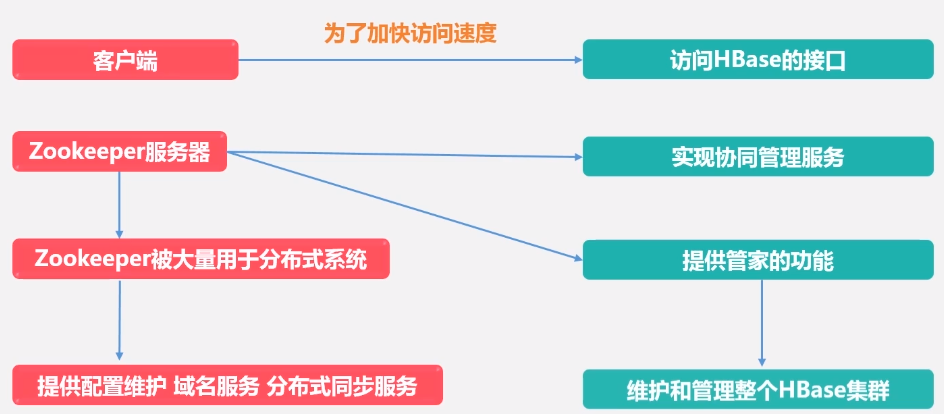 为了加快访问速度
客户端
访问HBase的接口
Zookeeper服务器
实现协同管理服务
Zookeeper被大量用于分布式系统
提供管家的功能
提供配置维护 域名服务 分布式同步服务
维护和管理整个HBase集群